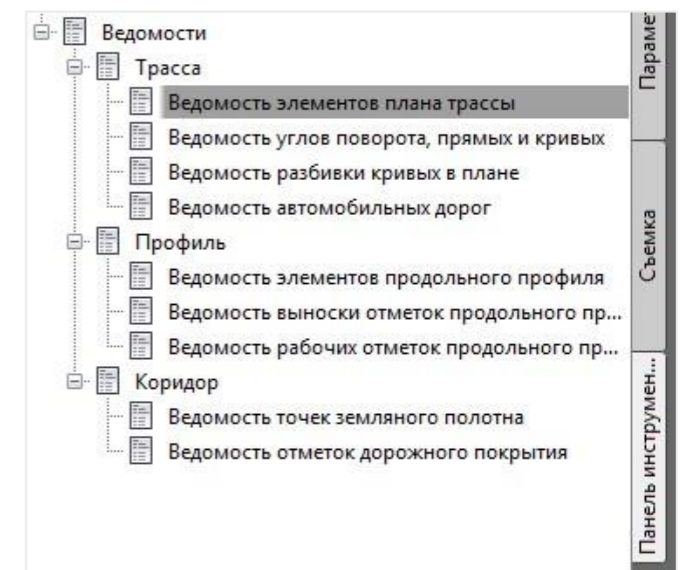 Ведомости
Трасса
Ведомость элементов плана трассы
Ведомость углов поворота, прямых и кривых
Ведомость разбивки кривых в плане
Ведомость автомобильных дорог
Профиль
Ведомость элементов продольного профиля
Ведомость выноски отметок продольного пр...
Ведомость рабочих отметок продольного пр...
Коридор
Ведомость точек земляного полотна
Ведомость отметок дорожного покрытия
Параме
Съемка
Панель инструмен...